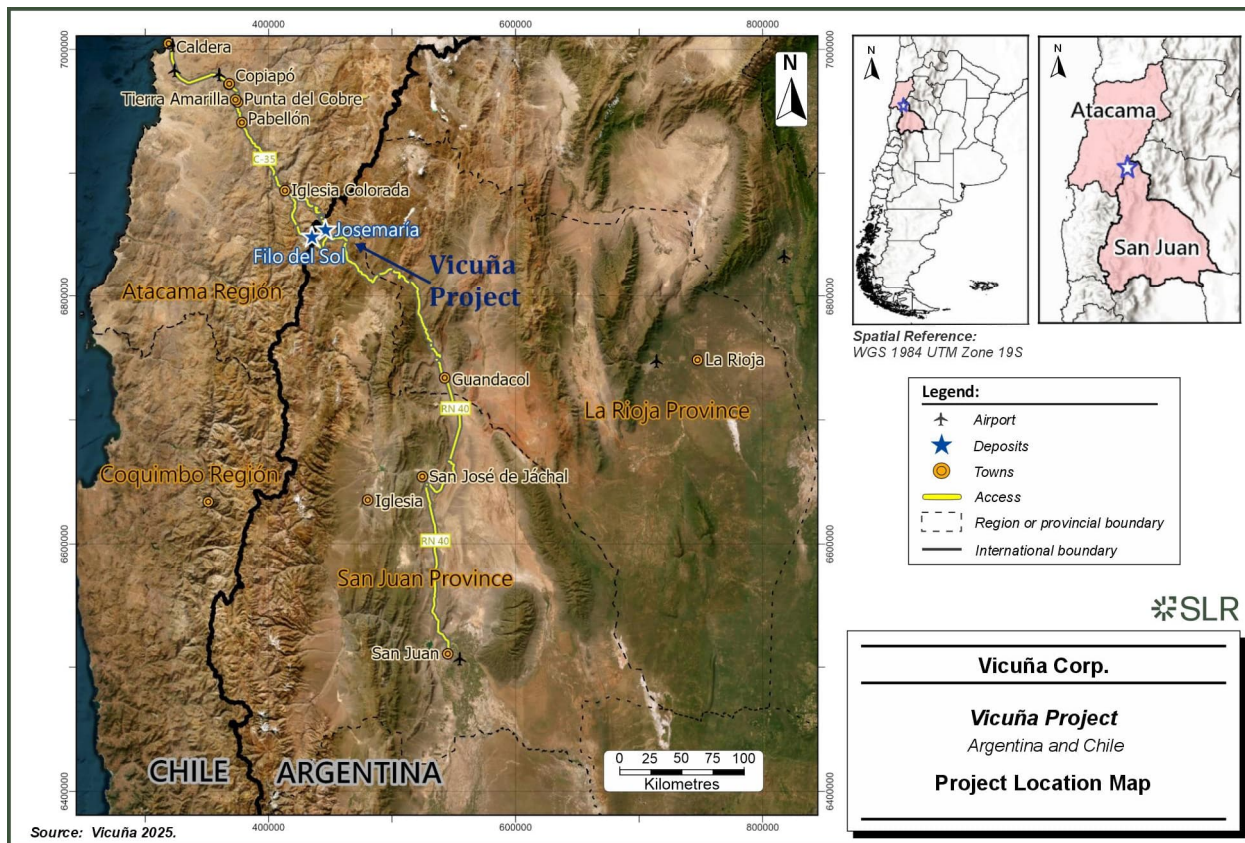 400000
600000
800000
7000000
7000000
Caldera
Copiapó
Tierra Amarilla
Punta del Cobre
Pabellón
C-35
Iglesia Colorada
Josemaría
Filo del Sol
Vicuña
Project
Atacama Región
6800000
6800000
La Rioja
Guandacol
RN 40
La Rioja Province
Coquimbo Región
San José de Jáchal
Iglesia
6600000
6600000
RN 40
San Juan Province
San Juan
N
0 25 50 75 100
Kilometres
CHILE
ARGENTINA
6400000
6400000
400000
600000
800000
Source: Vicuña 2025.
N
N
Atacama
San Juan
Spatial Reference:
WGS 1984 UTM Zone 19S
Legend:
Airport
Deposits
Towns
Access
Region or provincial boundary
International boundary
SLR
Vicuña Corp.
Vicuña Project
Argentina and Chile
Project Location Map